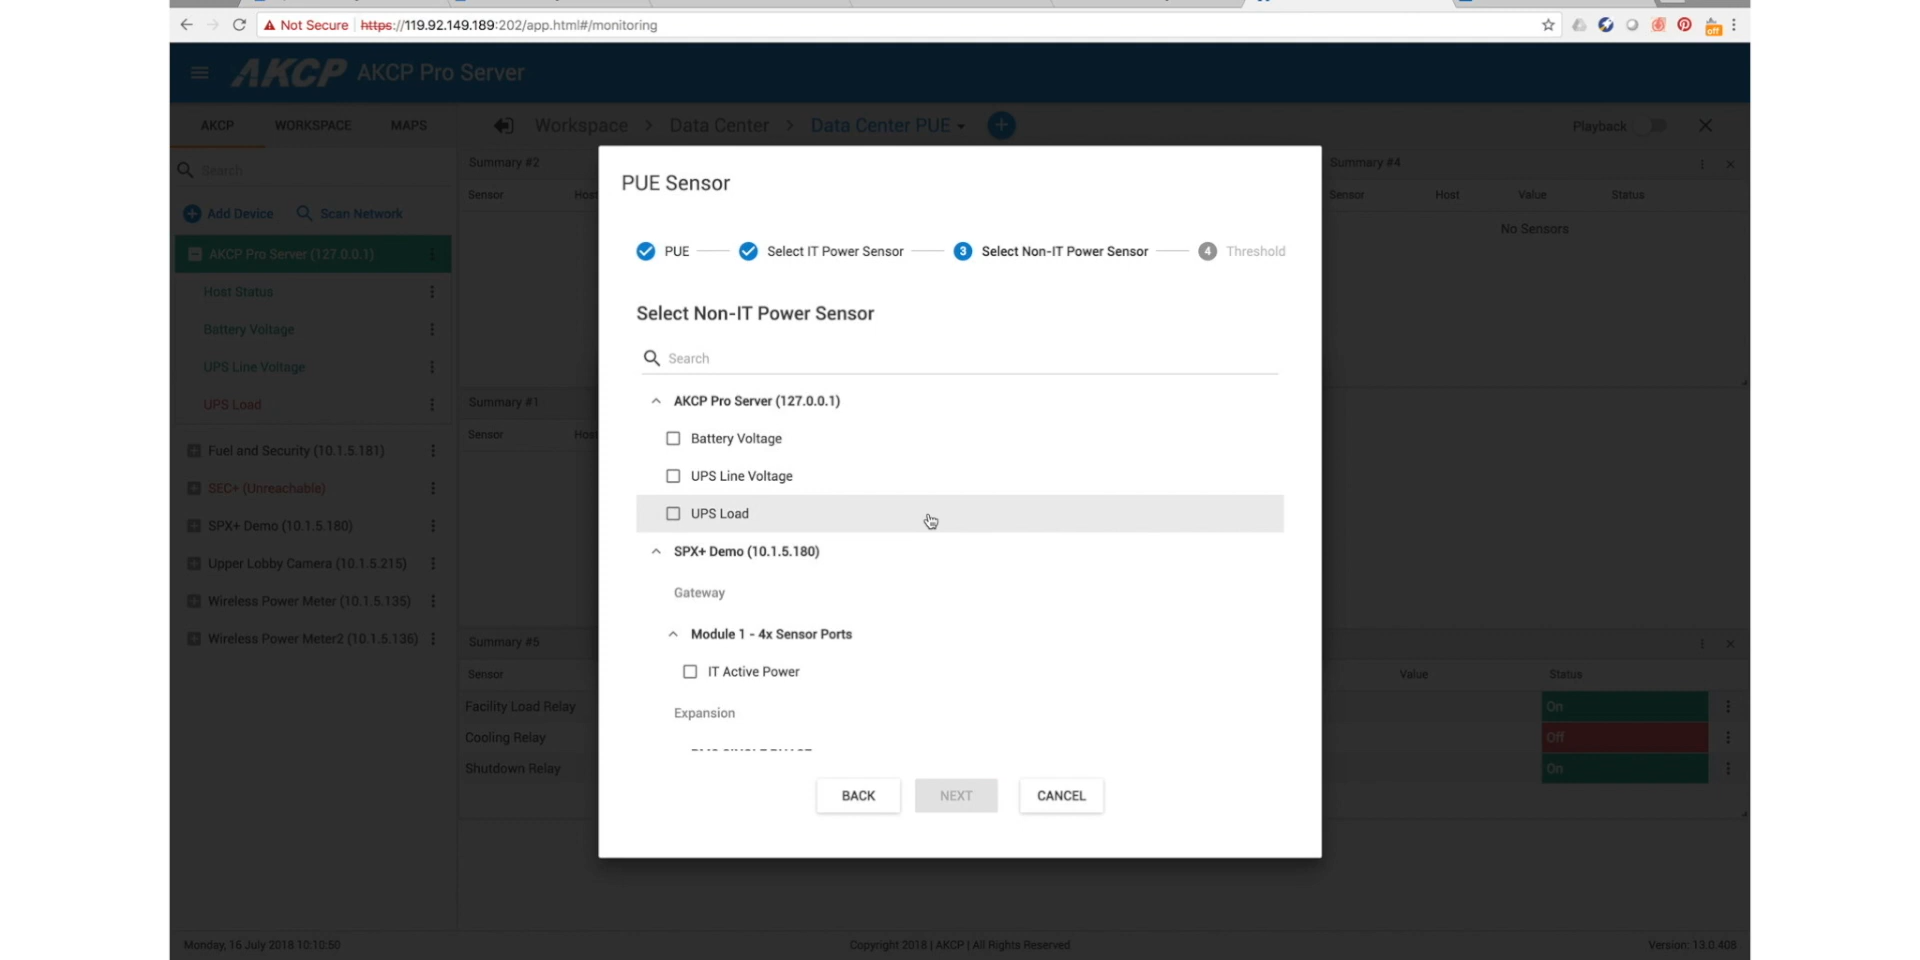 Not Secure https://119.92.149.189:202/app.html#/monitoring
off
AKCP AKCP Pro Server
AKCP WORKSPACE MAPS
Workspace > Data Center > Data Center PUE
Playback
Search
Add Device Scan Network
AKCP Pro Server (127.0.0.1)
Host Status
Battery Voltage
UPS Line Voltage
UPS Load
Fuel and Security (10.1.5.181)
SEC+ (Unreachable)
SPX+ Demo (10.1.5.180)
Upper Lobby Camera (10.1.5.215)
Wireless Power Meter (10.1.5.135)
Wireless Power Meter2 (10.1.5.136)
Summary #2
Sensor Host
Summary #1
Sensor Host
Summary #4
Sensor Host Value Status
No Sensors
PUE Sensor
PUE Select IT Power Sensor 3 Select Non-IT Power Sensor 4 Threshold
Select Non-IT Power Sensor
Search
AKCP Pro Server (127.0.0.1)
Battery Voltage
UPS Line Voltage
UPS Load
SPX+ Demo (10.1.5.180)
Gateway
Module 1 - 4x Sensor Ports
IT Active Power
Expansion
BACK NEXT CANCEL
Summary #5
Sensor Value Status
Facility Load Relay On
Cooling Relay Off
Shutdown Relay On
Monday, 16 July 2018 10:10:50
Copyright 2018 | AKCP | All Rights Reserved
Version: 13.0.408